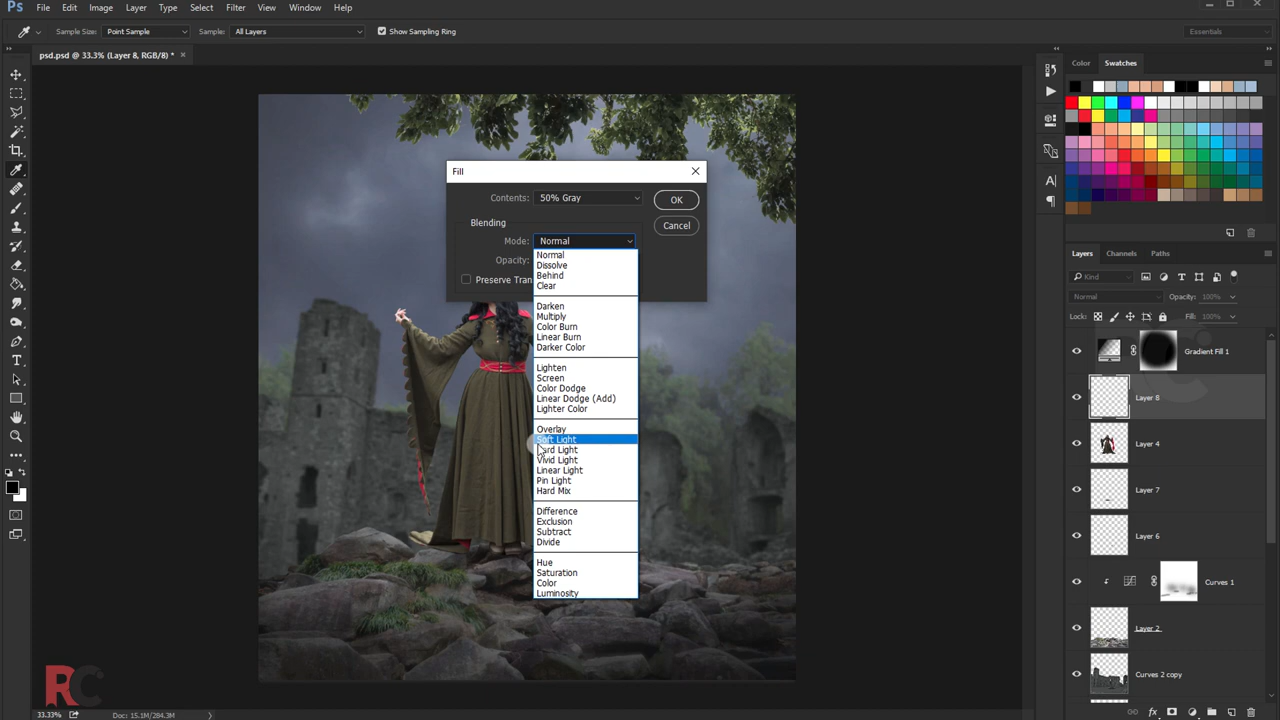 Ps File Edit Image Layer Type Select Filter View Window Help
Sample Size: Point Sample Sample: All Layers Show Sampling Ring Essentials
psd.psd @ 33.3% (Layer 8, RGB/8) * ×
Color Swatches
Fill
Contents: 50% Gray OK
Blending Cancel
Mode: Normal
Opacity:
Preserve Tran
Normal
Dissolve
Behind
Clear
Darken
Multiply
Color Burn
Linear Burn
Darker Color
Lighten
Screen
Color Dodge
Linear Dodge (Add)
Lighter Color
Overlay
Soft Light
Hard Light
Vivid Light
Linear Light
Pin Light
Hard Mix
Difference
Exclusion
Subtract
Divide
Hue
Saturation
Color
Luminosity
Layers Channels Paths
Kind
Normal Opacity: 100%
Lock: Fill: 100%
Gradient Fill 1
Layer 8
Layer 4
Layer 7
Layer 6
Curves 1
Layer 2
Curves 2 copy
RC
33.33% Doc: 15.1M/284.3M